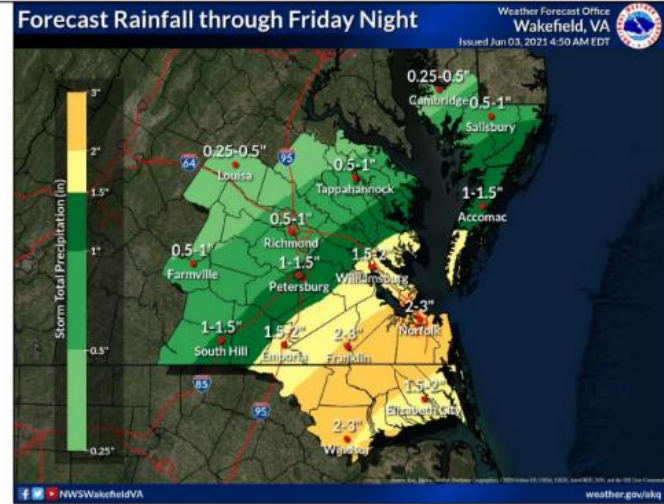 Forecast Rainfall through Friday Night
Weather Forecast Office
Wakefield, VA
Issued Jun 03, 2021 4:50 AM EDT
Storm Total Precipitation (in)
3"
2"
1.5"
1"
0.5"
0.25"
0.25-0.5"
Cambridge
0.5-1"
Salisbury
64
0.25-0.5"
Louisa
95
0.5-1"
Tappahannock
1-1.5"
Accomac
0.5-1"
Richmond
0.5-1"
Farmville
1-1.5"
Petersburg
1.5-2"
Williamsburg
2-3"
Norfolk
1-1.5"
South Hill
1.5-2"
Emporia
2-3"
Franklin
85
95
1.5-2"
Elizabeth City
2-3"
Windsor
NWSWakefieldVA
weather.gov/akq